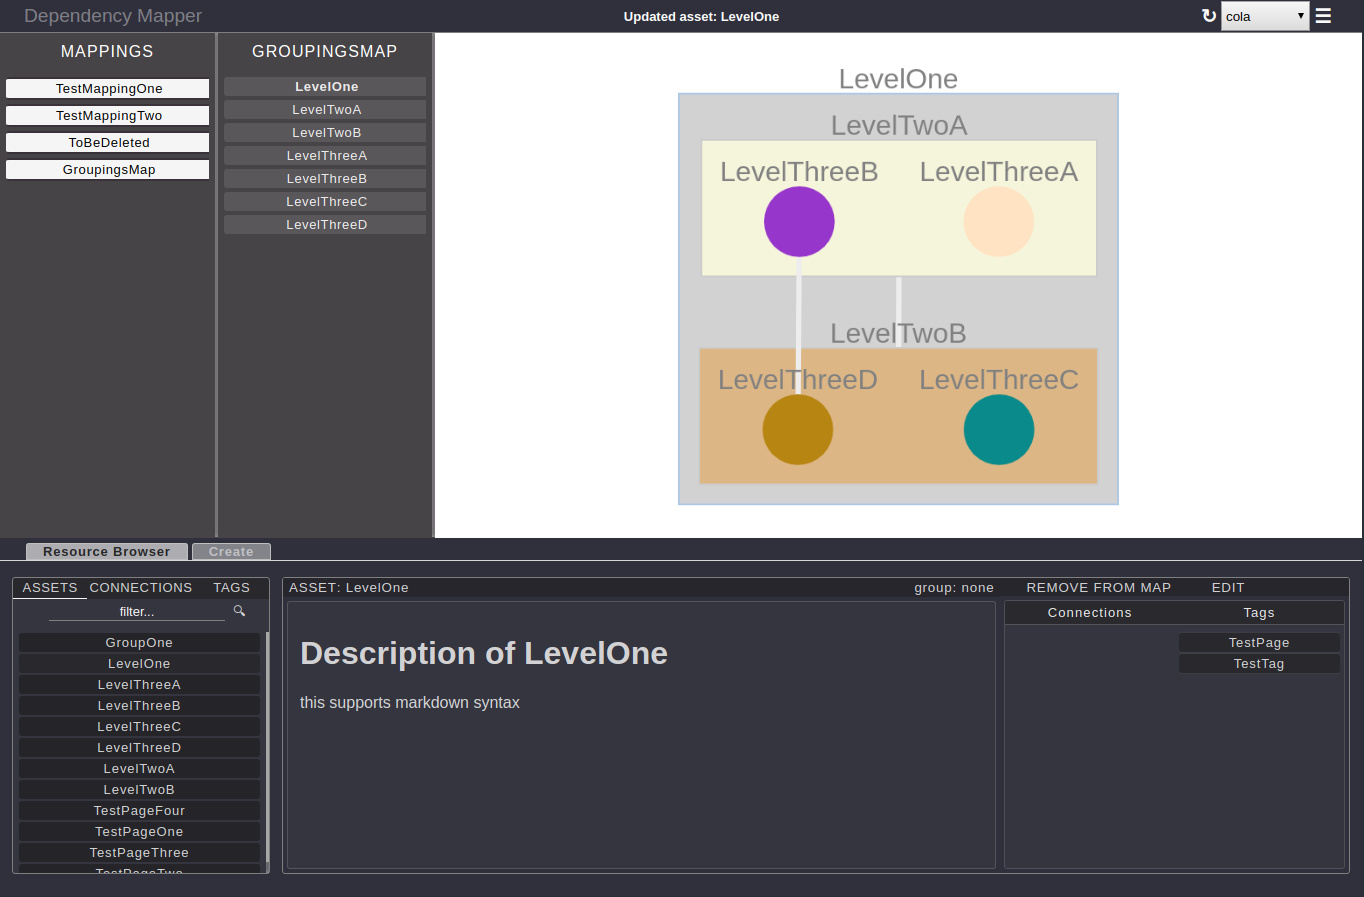 Dependency Mapper
Updated asset: LevelOne
↻ cola ▼ ☰
MAPPINGS
TestMappingOne
TestMappingTwo
ToBeDeleted
GroupingsMap
GROUPINGSMAP
LevelOne
LevelTwoA
LevelTwoB
LevelThreeA
LevelThreeB
LevelThreeC
LevelThreeD
LevelOne
LevelTwoA
LevelThreeB LevelThreeA
LevelTwoB
LevelThreeD LevelThreeC
Resource Browser Create
ASSETS CONNECTIONS TAGS
filter...
GroupOne
LevelOne
LevelThreeA
LevelThreeB
LevelThreeC
LevelThreeD
LevelTwoA
LevelTwoB
TestPageFour
TestPageOne
TestPageThree
TestPageTwo
ASSET: LevelOne group: none REMOVE FROM MAP EDIT
Description of LevelOne
this supports markdown syntax
Connections Tags
TestPage
TestTag